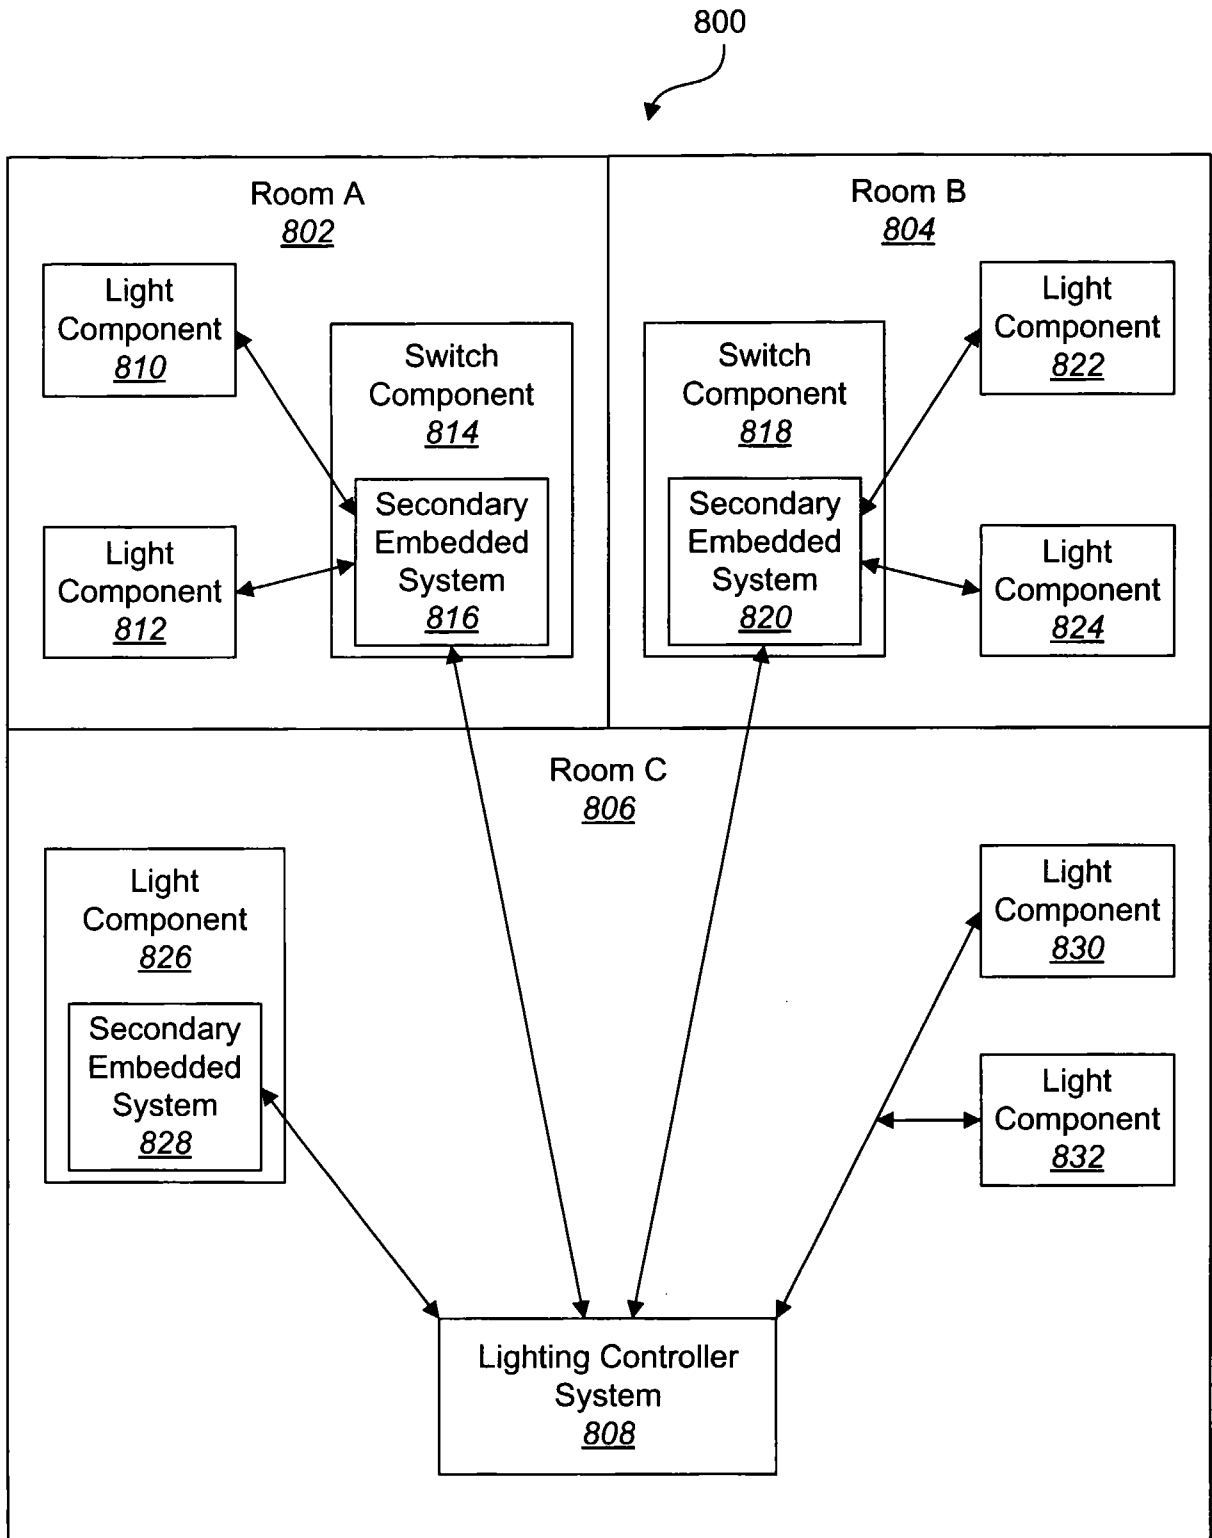 800
Room A
802
Room B
804
Light
Component
810
Switch
Component
814
Secondary
Embedded
System
816
Light
Component
812
Switch
Component
818
Secondary
Embedded
System
820
Light
Component
822
Light
Component
824
Room C
806
Light
Component
826
Secondary
Embedded
System
828
Light
Component
830
Light
Component
832
Lighting Controller
System
808